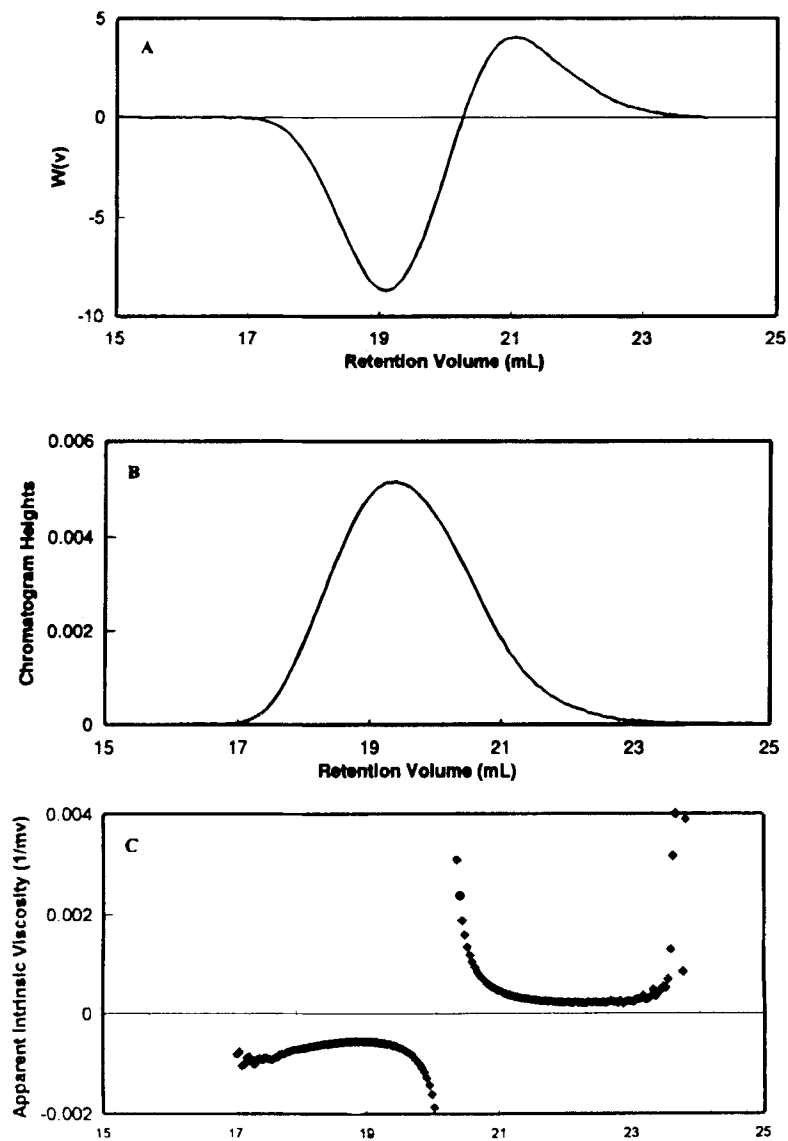 5
A
0
W(v)
-5
-10
15 17 19 21 23 25
Retention Volume (mL)
0.006
B
0.004
Chromatogram Heights
0.002
0
15 17 19 21 23 25
Retention Volume (mL)
0.004
C
0.002
Apparent Intrinsic Viscosity (1/mv)
0
-0.002
15 17 19 21 23 25